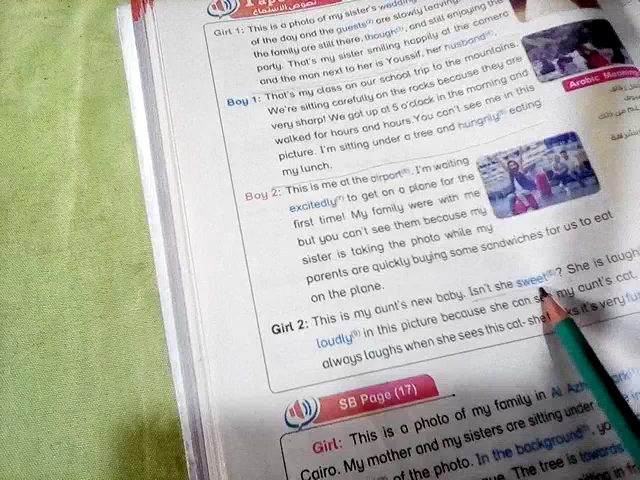 نصوص الاستماع
Girl 1: This is a photo of my sister's wedding
of the day and the guests are slowly leaving.
the family are still there, though, and still enjoying the
party. That's my sister smiling happily at the camera
and the man next to her is Youssif, her husband.
Boy 1: That's my class on our school trip to the mountains.
We're sitting carefully on the rocks because they are
very sharp! We got up at 5 o'clock in the morning and
walked for hours and hours. You can't see me in this
picture. I'm sitting under a tree and hungrily eating
my lunch.
Arabic Meaning
Boy 2: This is me at the airport. I'm waiting
excitedly to get on a plane for the
first time! My family were with me
but you can't see them because my
sister is taking the photo while my
parents are quickly buying some sandwiches for us to eat
on the plane.
Girl 2: This is my aunt's new baby. Isn't she sweet? She is laugh
loudly in this picture because she can my aunt's cat.
always laughs when she sees this cat- she it's very
SB Page (17)
Girl: This is a photo of my family in Al
Cairo. My mother and my sisters are sitting under
of the photo. In the background,
The tree is towards